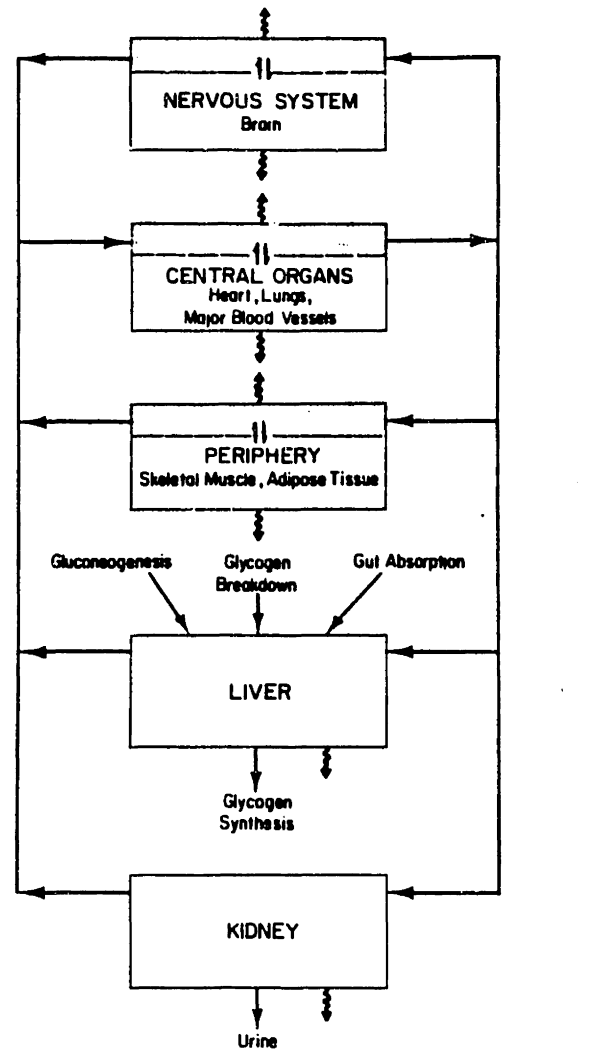 NERVOUS SYSTEM
Brain
CENTRAL ORGANS
Heart, Lungs,
Major Blood Vessels
PERIPHERY
Skeletal Muscle, Adipose Tissue
Gluconeogenesis
Glycogen
Breakdown
Gut Absorption
LIVER
Glycogen
Synthesis
KIDNEY
Urine